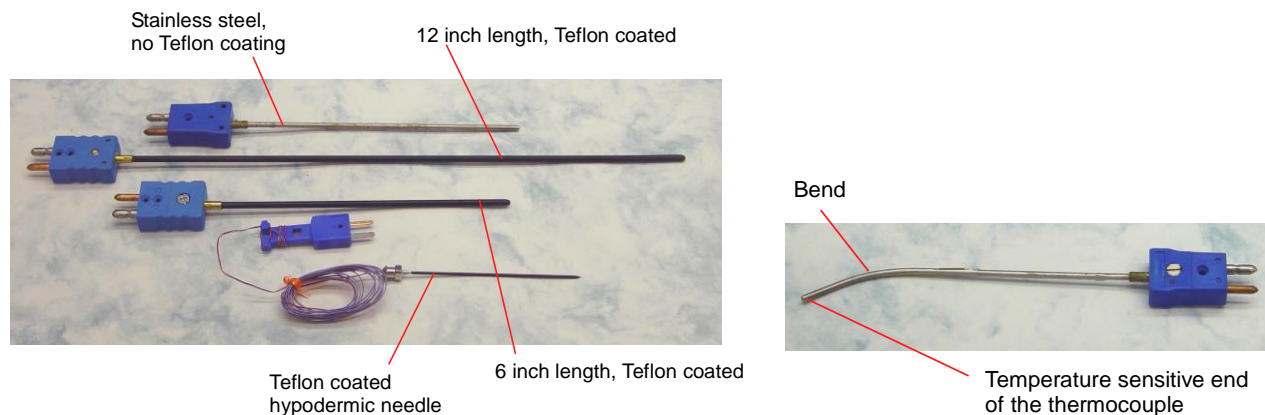 Stainless steel,
no Teflon coating
12 inch length, Teflon coated
6 inch length, Teflon coated
Teflon coated
hypodermic needle
Bend
Temperature sensitive end
of the thermocouple